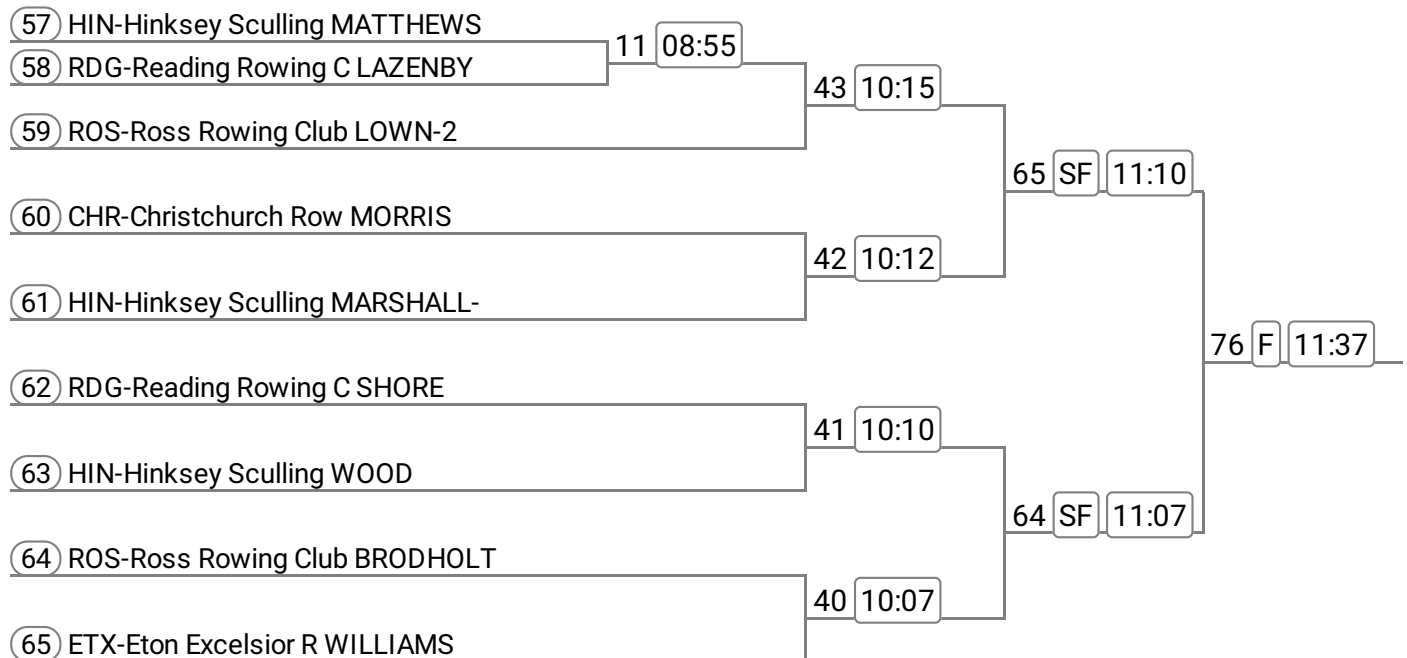 57 HIN-Hinksey Sculling MATTHEWS
11 08:55
58 RDG-Reading Rowing C LAZENBY
43 10:15
59 ROS-Ross Rowing Club LOWN-2
65 SF 11:10
60 CHR-Christchurch Row MORRIS
42 10:12
61 HIN-Hinksey Sculling MARSHALL-
76 F 11:37
62 RDG-Reading Rowing C SHORE
41 10:10
63 HIN-Hinksey Sculling WOOD
64 SF 11:07
64 ROS-Ross Rowing Club BRODHOLT
40 10:07
65 ETX-Eton Excelsior R WILLIAMS